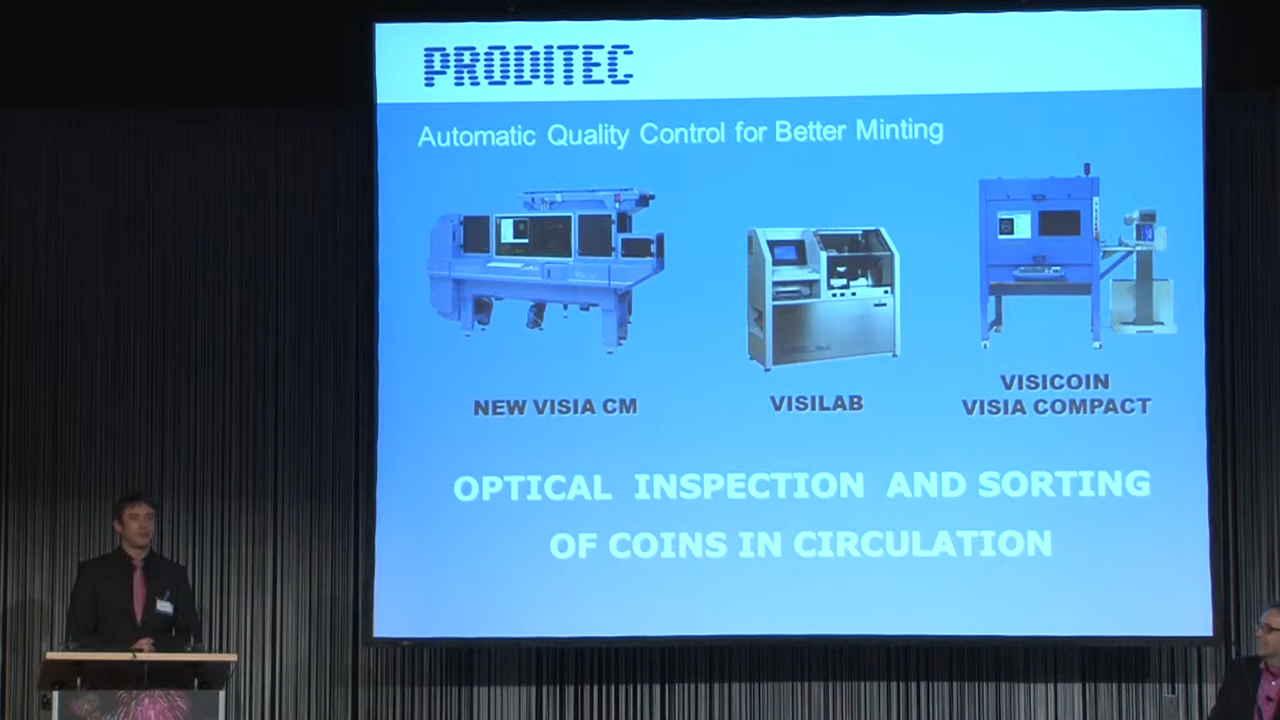 PRODITEC
Automatic Quality Control for Better Minting
NEW VISIA CM
VISILAB
VISICOIN
VISIA COMPACT
OPTICAL INSPECTION AND SORTING
OF COINS IN CIRCULATION